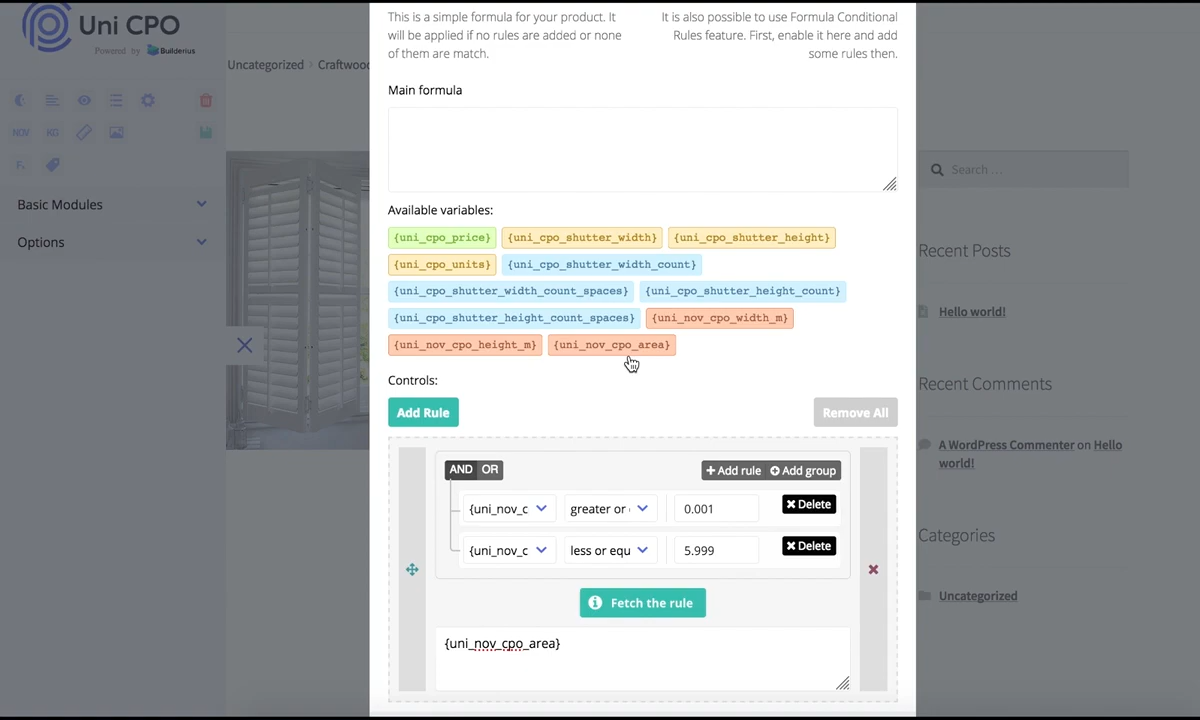 Uni CPO
Powered by Builderius
Uncategorized > Craftwood
NOV KG
Basic Modules
Options
This is a simple formula for your product. It
will be applied if no rules are added or none
of them are match.
It is also possible to use Formula Conditional
Rules feature. First, enable it here and add
some rules then.
Main formula
Available variables:
{uni_cpo_price} {uni_cpo_shutter_width} {uni_cpo_shutter_height}
{uni_cpo_units} {uni_cpo_shutter_width_count}
{uni_cpo_shutter_width_count_spaces} {uni_cpo_shutter_height_count}
{uni_cpo_shutter_height_count_spaces} {uni_nov_cpo_width_m}
{uni_nov_cpo_height_m} {uni_nov_cpo_area}
Controls:
Add Rule Remove All
AND OR Add rule Add group
{uni_nov_c greater or 0.001 Delete
{uni_nov_c less or equ 5.999 Delete
Fetch the rule
{uni_nov_cpo_area}
Search …
Recent Posts
Hello world!
Recent Comments
A WordPress Commenter on Hello
world!
Categories
Uncategorized